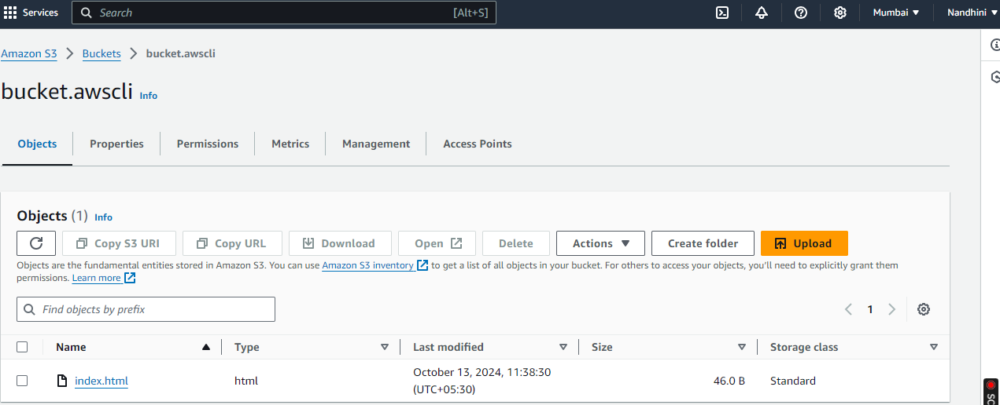 Services Search [Alt+S] Mumbai Nandhini
Amazon S3 Buckets bucket.awscli
bucket.awscli Info
Objects Properties Permissions Metrics Management Access Points
Objects (1) Info
Copy S3 URI Copy URL Download Open Delete Actions Create folder Upload
Objects are the fundamental entities stored in Amazon S3. You can use Amazon S3 inventory to get a list of all objects in your bucket. For others to access your objects, you'll need to explicitly grant them
permissions. Learn more
Find objects by prefix 1
Name Type Last modified Size Storage class
index.html html October 13, 2024, 11:38:30 46.0 B Standard
(UTC+05:30)